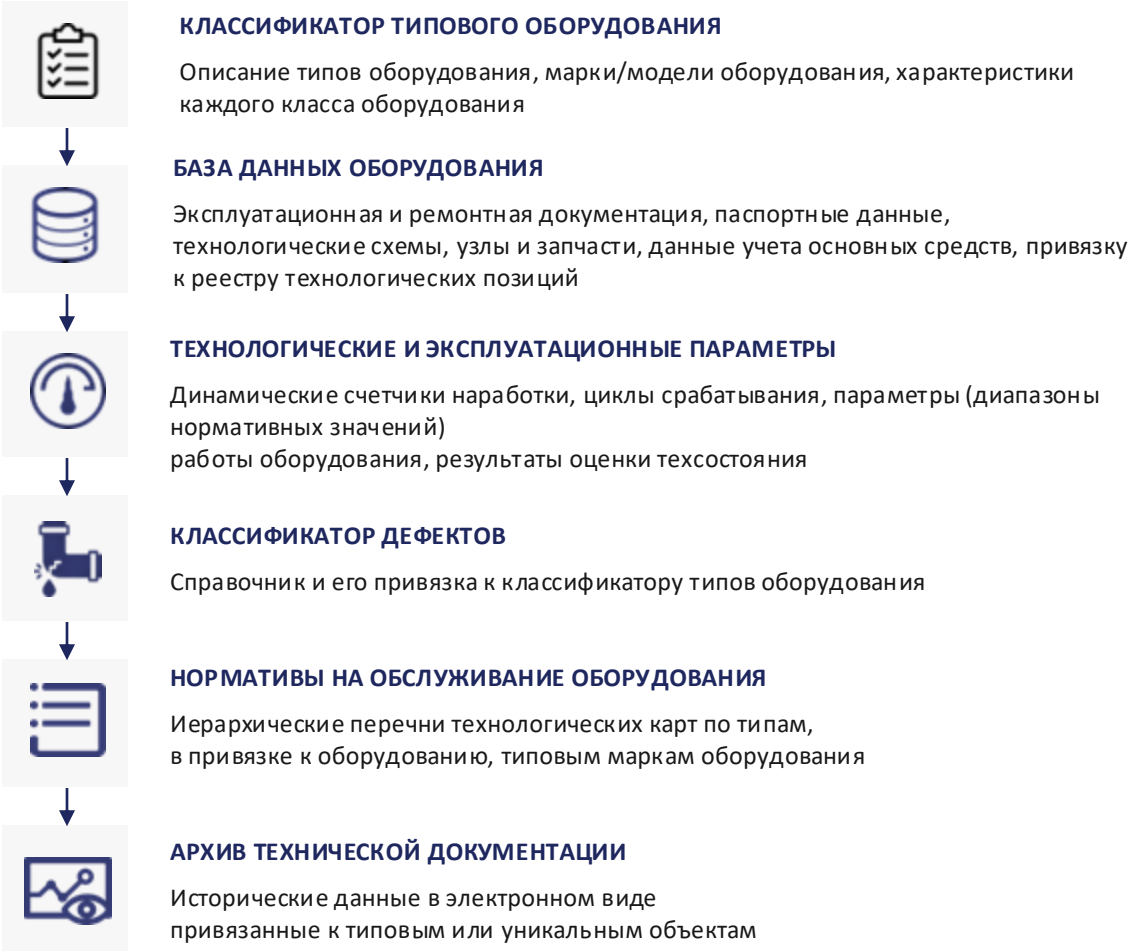 КЛАССИФИКАТОР ТИПОВОГО ОБОРУДОВАНИЯ
Описание типов оборудования, марки/модели оборудования, характеристики
каждого класса оборудования
БАЗА ДАННЫХ ОБОРУДОВАНИЯ
Эксплуатационная и ремонтная документация, паспортные данные,
технологические схемы, узлы и запчасти, данные учета основных средств, привязку
к реестру технологических позиций
ТЕХНОЛОГИЧЕСКИЕ И ЭКСПЛУАТАЦИОННЫЕ ПАРАМЕТРЫ
Динамические счетчики наработки, циклы срабатывания, параметры (диапазоны
нормативных значений)
работы оборудования, результаты оценки техсостояния
КЛАССИФИКАТОР ДЕФЕКТОВ
Справочник и его привязка к классификатору типов оборудования
НОРМАТИВЫ НА ОБСЛУЖИВАНИЕ ОБОРУДОВАНИЯ
Иерархические перечни технологических карт по типам,
в привязке к оборудованию, типовым маркам оборудования
АРХИВ ТЕХНИЧЕСКОЙ ДОКУМЕНТАЦИИ
Исторические данные в электронном виде
привязанные к типовым или уникальным объектам